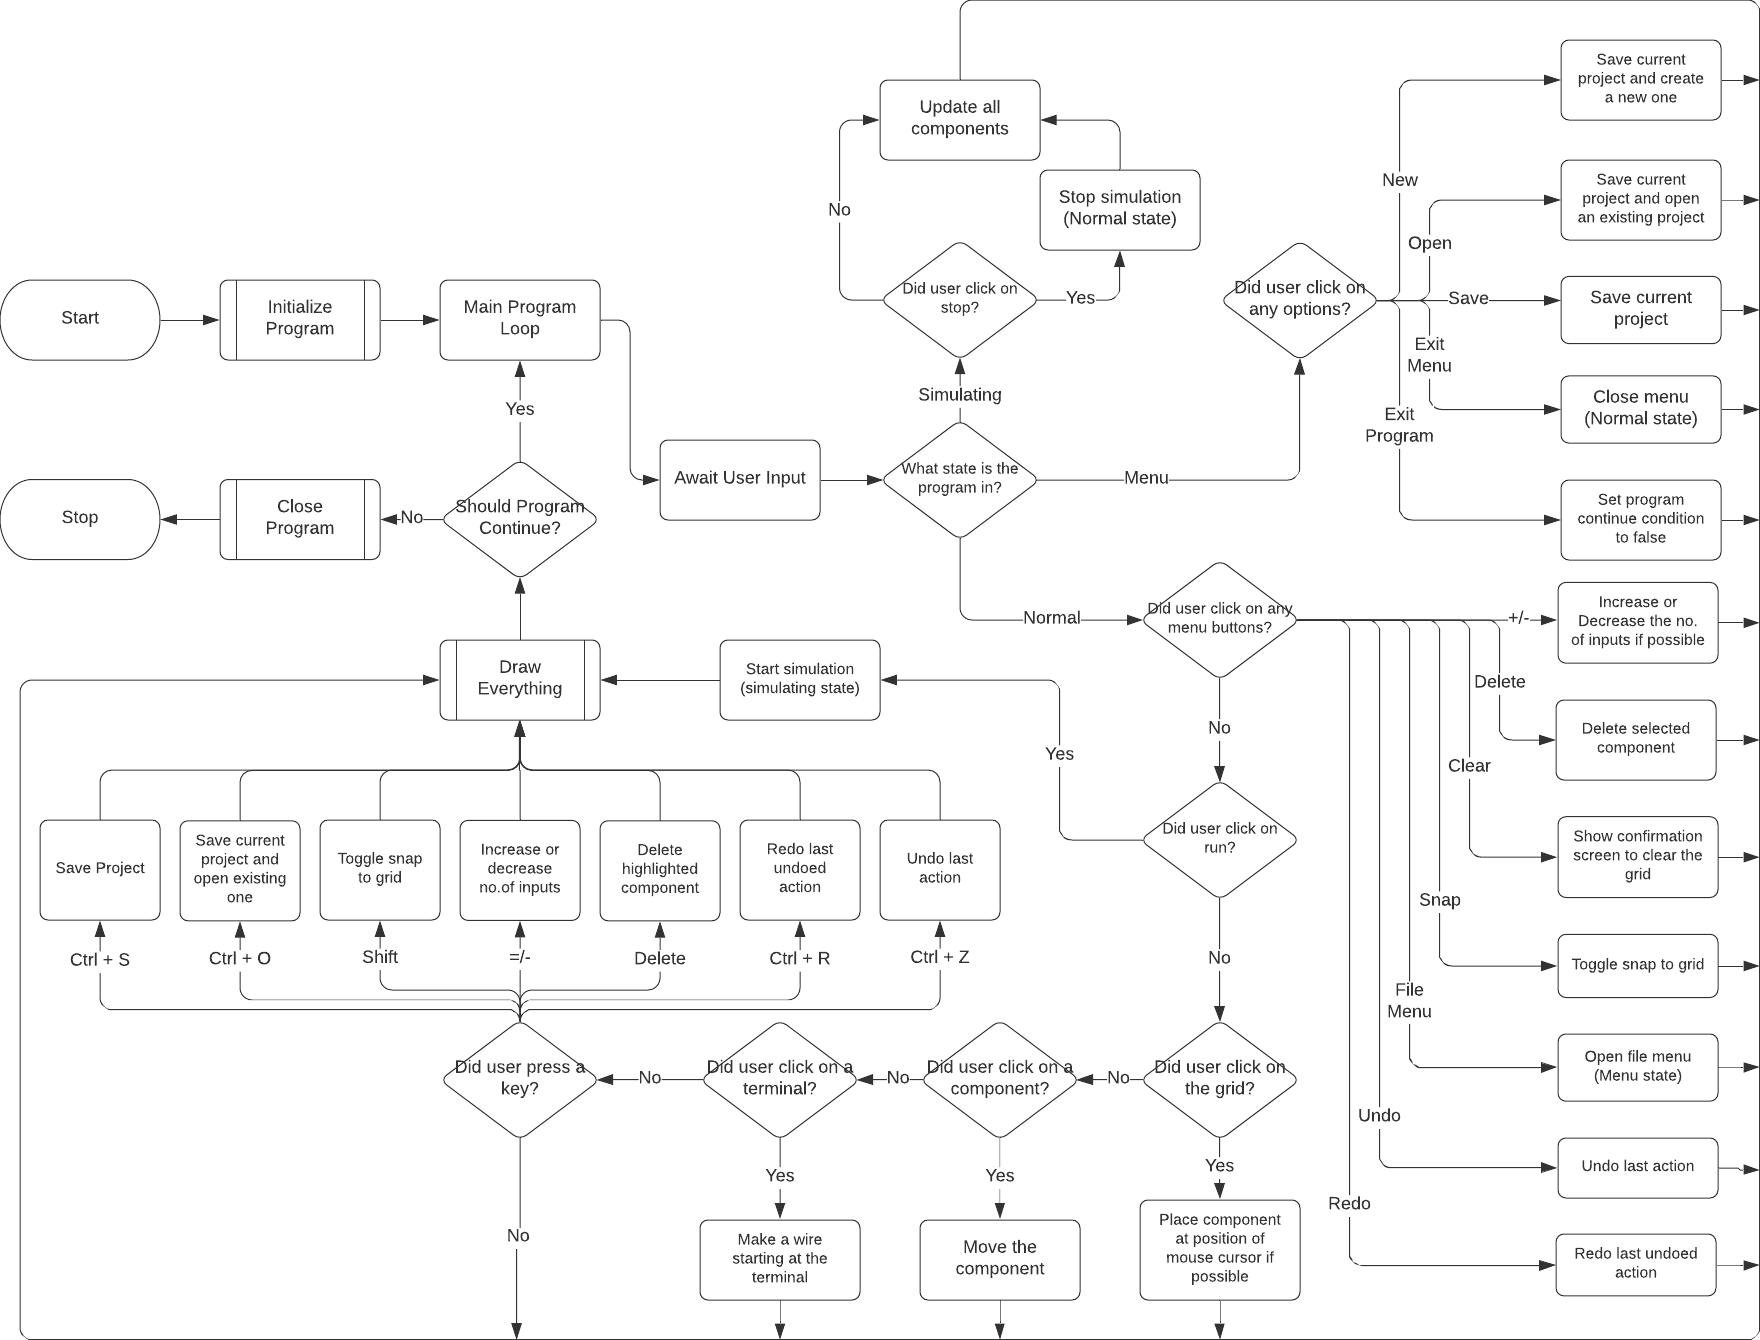 Update all
components
Save current
project and create
a new one
New
Save current
project and open
an existing project
Stop simulation
(Normal state)
No
Open
Start
Initialize
Program
Main Program
Loop
Did user click on
stop?
Yes
Did user click on
any options?
Save
Save current
project
Exit
Menu
Close menu
(Normal state)
Yes
Simulating
Exit
Program
Stop
Close
Program
No
Should Program
Continue?
Await User Input
What state is the
program in?
Menu
Set program
continue condition
to false
Normal
Did user click on any
menu buttons?
+/-
Increase or
Decrease the no.
of inputs if possible
Draw
Everything
Start simulation
(simulating state)
Delete
No
Delete selected
component
Yes
Clear
Save Project
Save current
project and
open existing
one
Toggle snap
to grid
Increase or
decrease
no.of inputs
Delete
highlighted
component
Redo last
undoed
action
Undo last
action
Did user click on
run?
Show confirmation
screen to clear the
grid
Snap
Ctrl + S
Ctrl + O
Shift
=/-
Delete
Ctrl + R
Ctrl + Z
No
Toggle snap to grid
File
Menu
Did user press a
key?
No
Did user click on a
terminal?
No
Did user click on a
component?
No
Did user click on
the grid?
Open file menu
(Menu state)
Undo
Yes
Yes
Yes
Undo last action
Redo
No
Make a wire
starting at the
terminal
Move the
component
Place component
at position of
mouse cursor if
possible
Redo last undoed
action